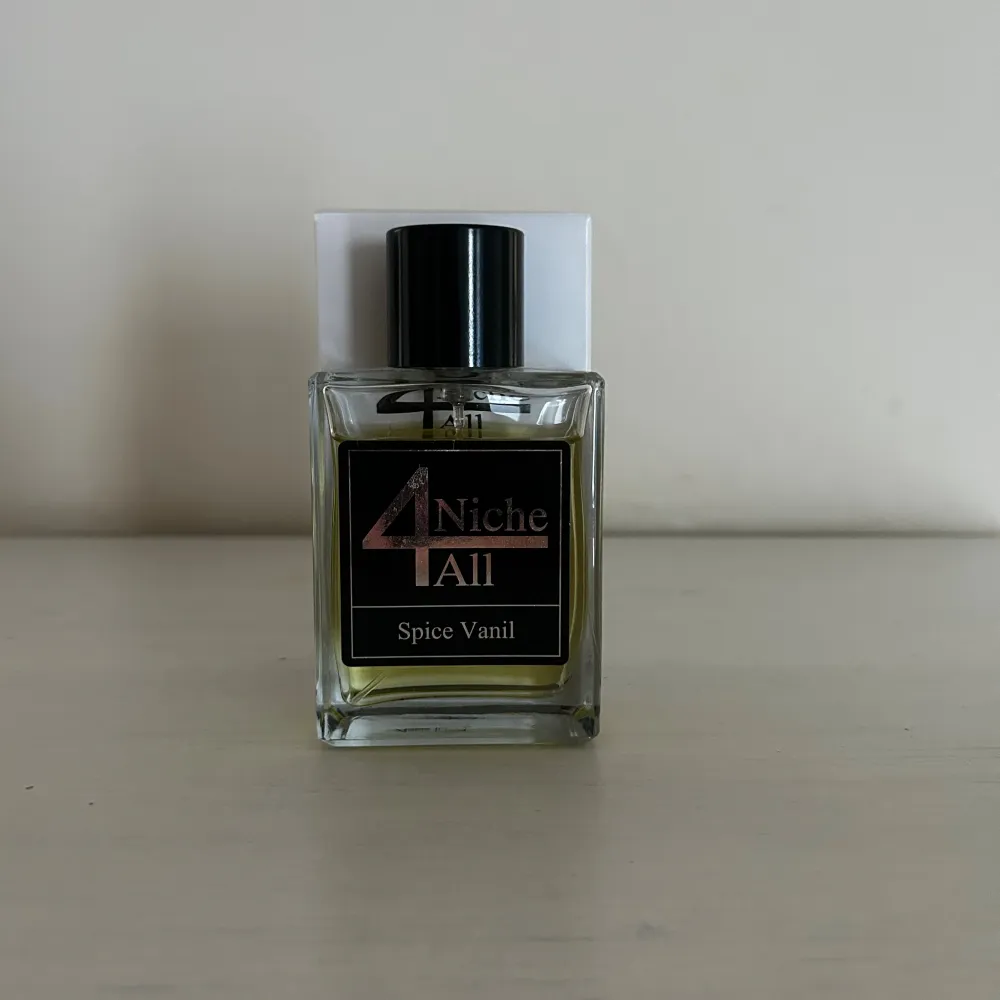 4 Niche
All
Spice Vanil